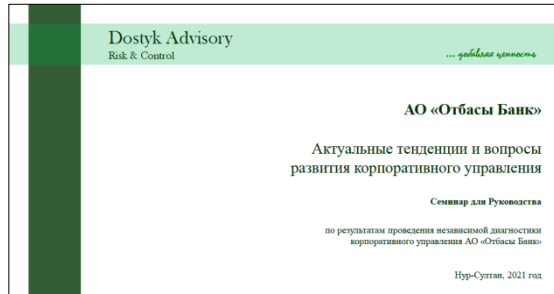 Dostyk Advisory
Risk & Control
... добавляя ценность
АО «Отбасы Банк»
Актуальные тенденции и вопросы
развития корпоративного управления
Семинар для Руководства
по результатам проведения независимой диагностики
корпоративного управления АО «Отбасы Банк»
Нур-Султан, 2021 год